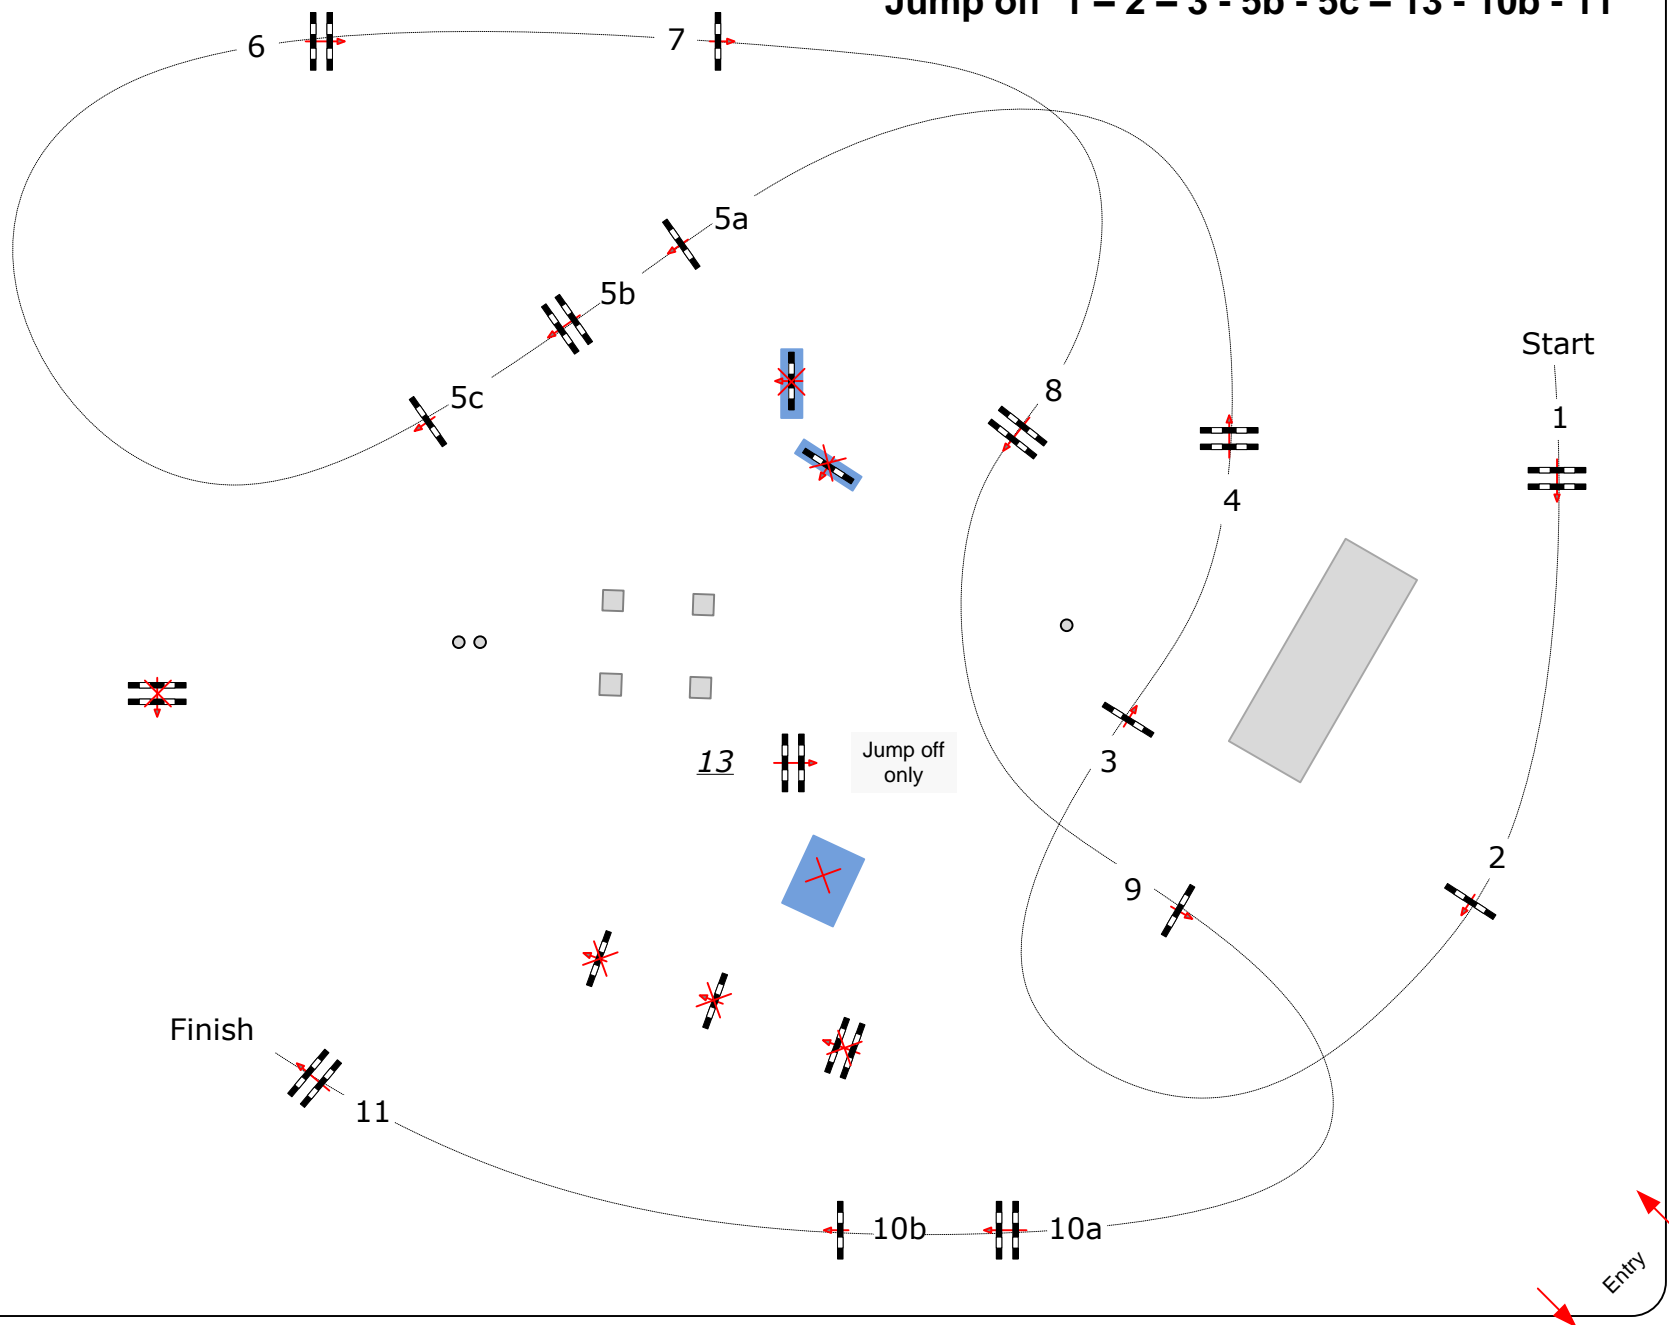 Jump off 1 – 2 – 3 - 5b - 5c – 13 - 10b - 11
6
7
5a
5b
5c
8
Start
1
4
13
Jump off
only
3
2
9
Finish
11
10b
10a
Entry